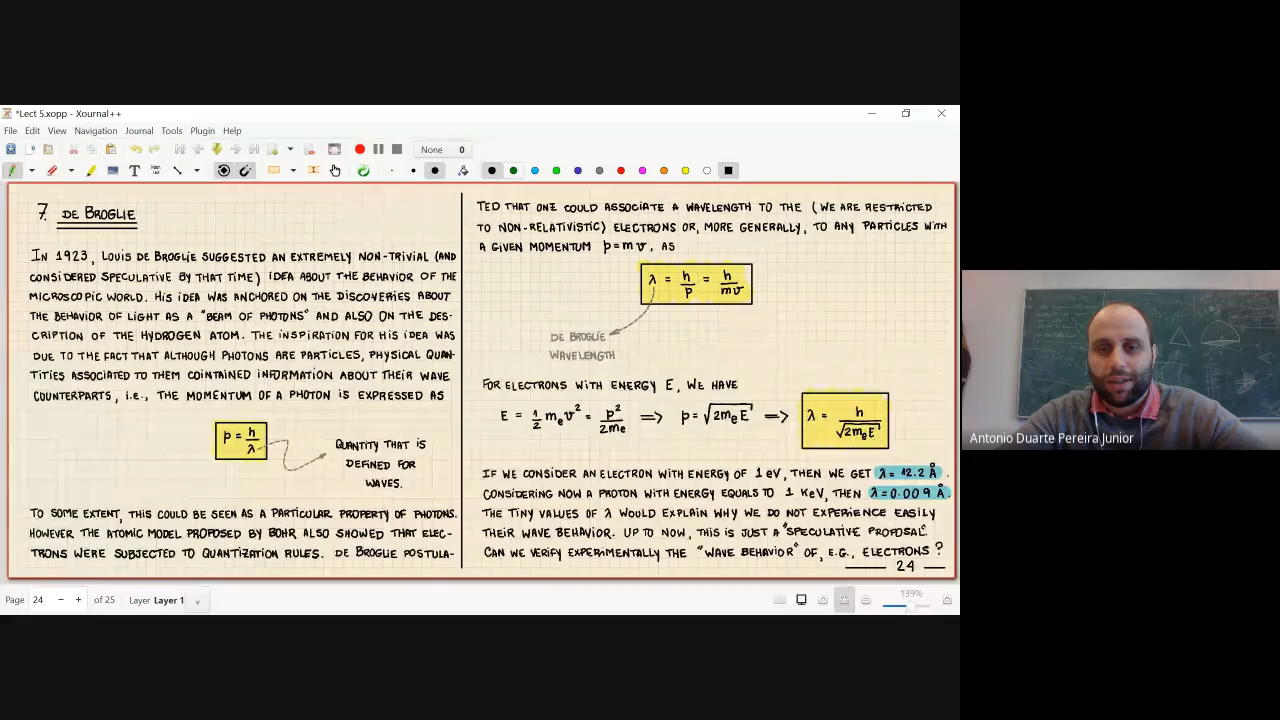 *Lect 5.xopp - Xournal++
File Edit View Navigation Journal Tools Plugin Help
None 0
7. DE BROGLIE
IN 1923, LOUIS DE BROGLIE SUGGESTED AN EXTREMELY NON-TRIVIAL (AND
CONSIDERED SPECULATIVE BY THAT TIME) IDEA ABOUT THE BEHAVIOR OF THE
MICROSCOPIC WORLD. HIS IDEA WAS ANCHORED ON THE DISCOVERIES ABOUT
THE BEHAVIOR OF LIGHT AS A "BEAM OF PHOTONS" AND ALSO ON THE DES-
CRIPTION OF THE HYDROGEN ATOM. THE INSPIRATION FOR HIS IDEA WAS
DUE TO THE FACT THAT ALTHOUGH PHOTONS ARE PARTICLES, PHYSICAL QUAN-
TITIES ASSOCIATED TO THEM COINTAINED INFORMATION ABOUT THEIR WAVE
COUNTERPARTS, i.e., THE MOMENTUM OF A PHOTON IS EXPRESSED AS
p = h/λ
QUANTITY THAT IS
DEFINED FOR
WAVES.
TO SOME EXTENT, THIS COULD BE SEEN AS A PARTICULAR PROPERTY OF PHOTONS.
HOWEVER THE ATOMIC MODEL PROPOSED BY BOHR ALSO SHOWED THAT ELEC-
TRONS WERE SUBJECTED TO QUANTIZATION RULES. DE BROGLIE POSTULA-
TED THAT ONE COULD ASSOCIATE A WAVELENGTH TO THE (WE ARE RESTRICTED
TO NON-RELATIVISTIC) ELECTRONS OR, MORE GENERALLY, TO ANY PARTICLES WITH
A GIVEN MOMENTUM p=mv, AS
λ = h/p = h/mv
DE BROGLIE
WAVELENGTH
FOR ELECTRONS WITH ENERGY E, WE HAVE
E = 1/2 mₑv² = p²/2mₑ ⟹ p = √2mₑE ⟹ λ = h/√2mₑE
IF WE CONSIDER AN ELECTRON WITH ENERGY OF 1 eV, THEN WE GET λ = 12.2 Å.
CONSIDERING NOW A PROTON WITH ENERGY EQUALS TO 1 KeV, THEN λ=0.009 Å.
THE TINY VALUES OF λ WOULD EXPLAIN WHY WE DO NOT EXPERIENCE EASILY
THEIR WAVE BEHAVIOR. UP TO NOW, THIS IS JUST A "SPECULATIVE PROPOSAL".
CAN WE VERIFY EXPERIMENTALLY THE "WAVE BEHAVIOR" OF, E.G., ELECTRONS?
24
Page 24 - + of 25 Layer Layer 1 139%
Antonio Duarte Pereira Junior